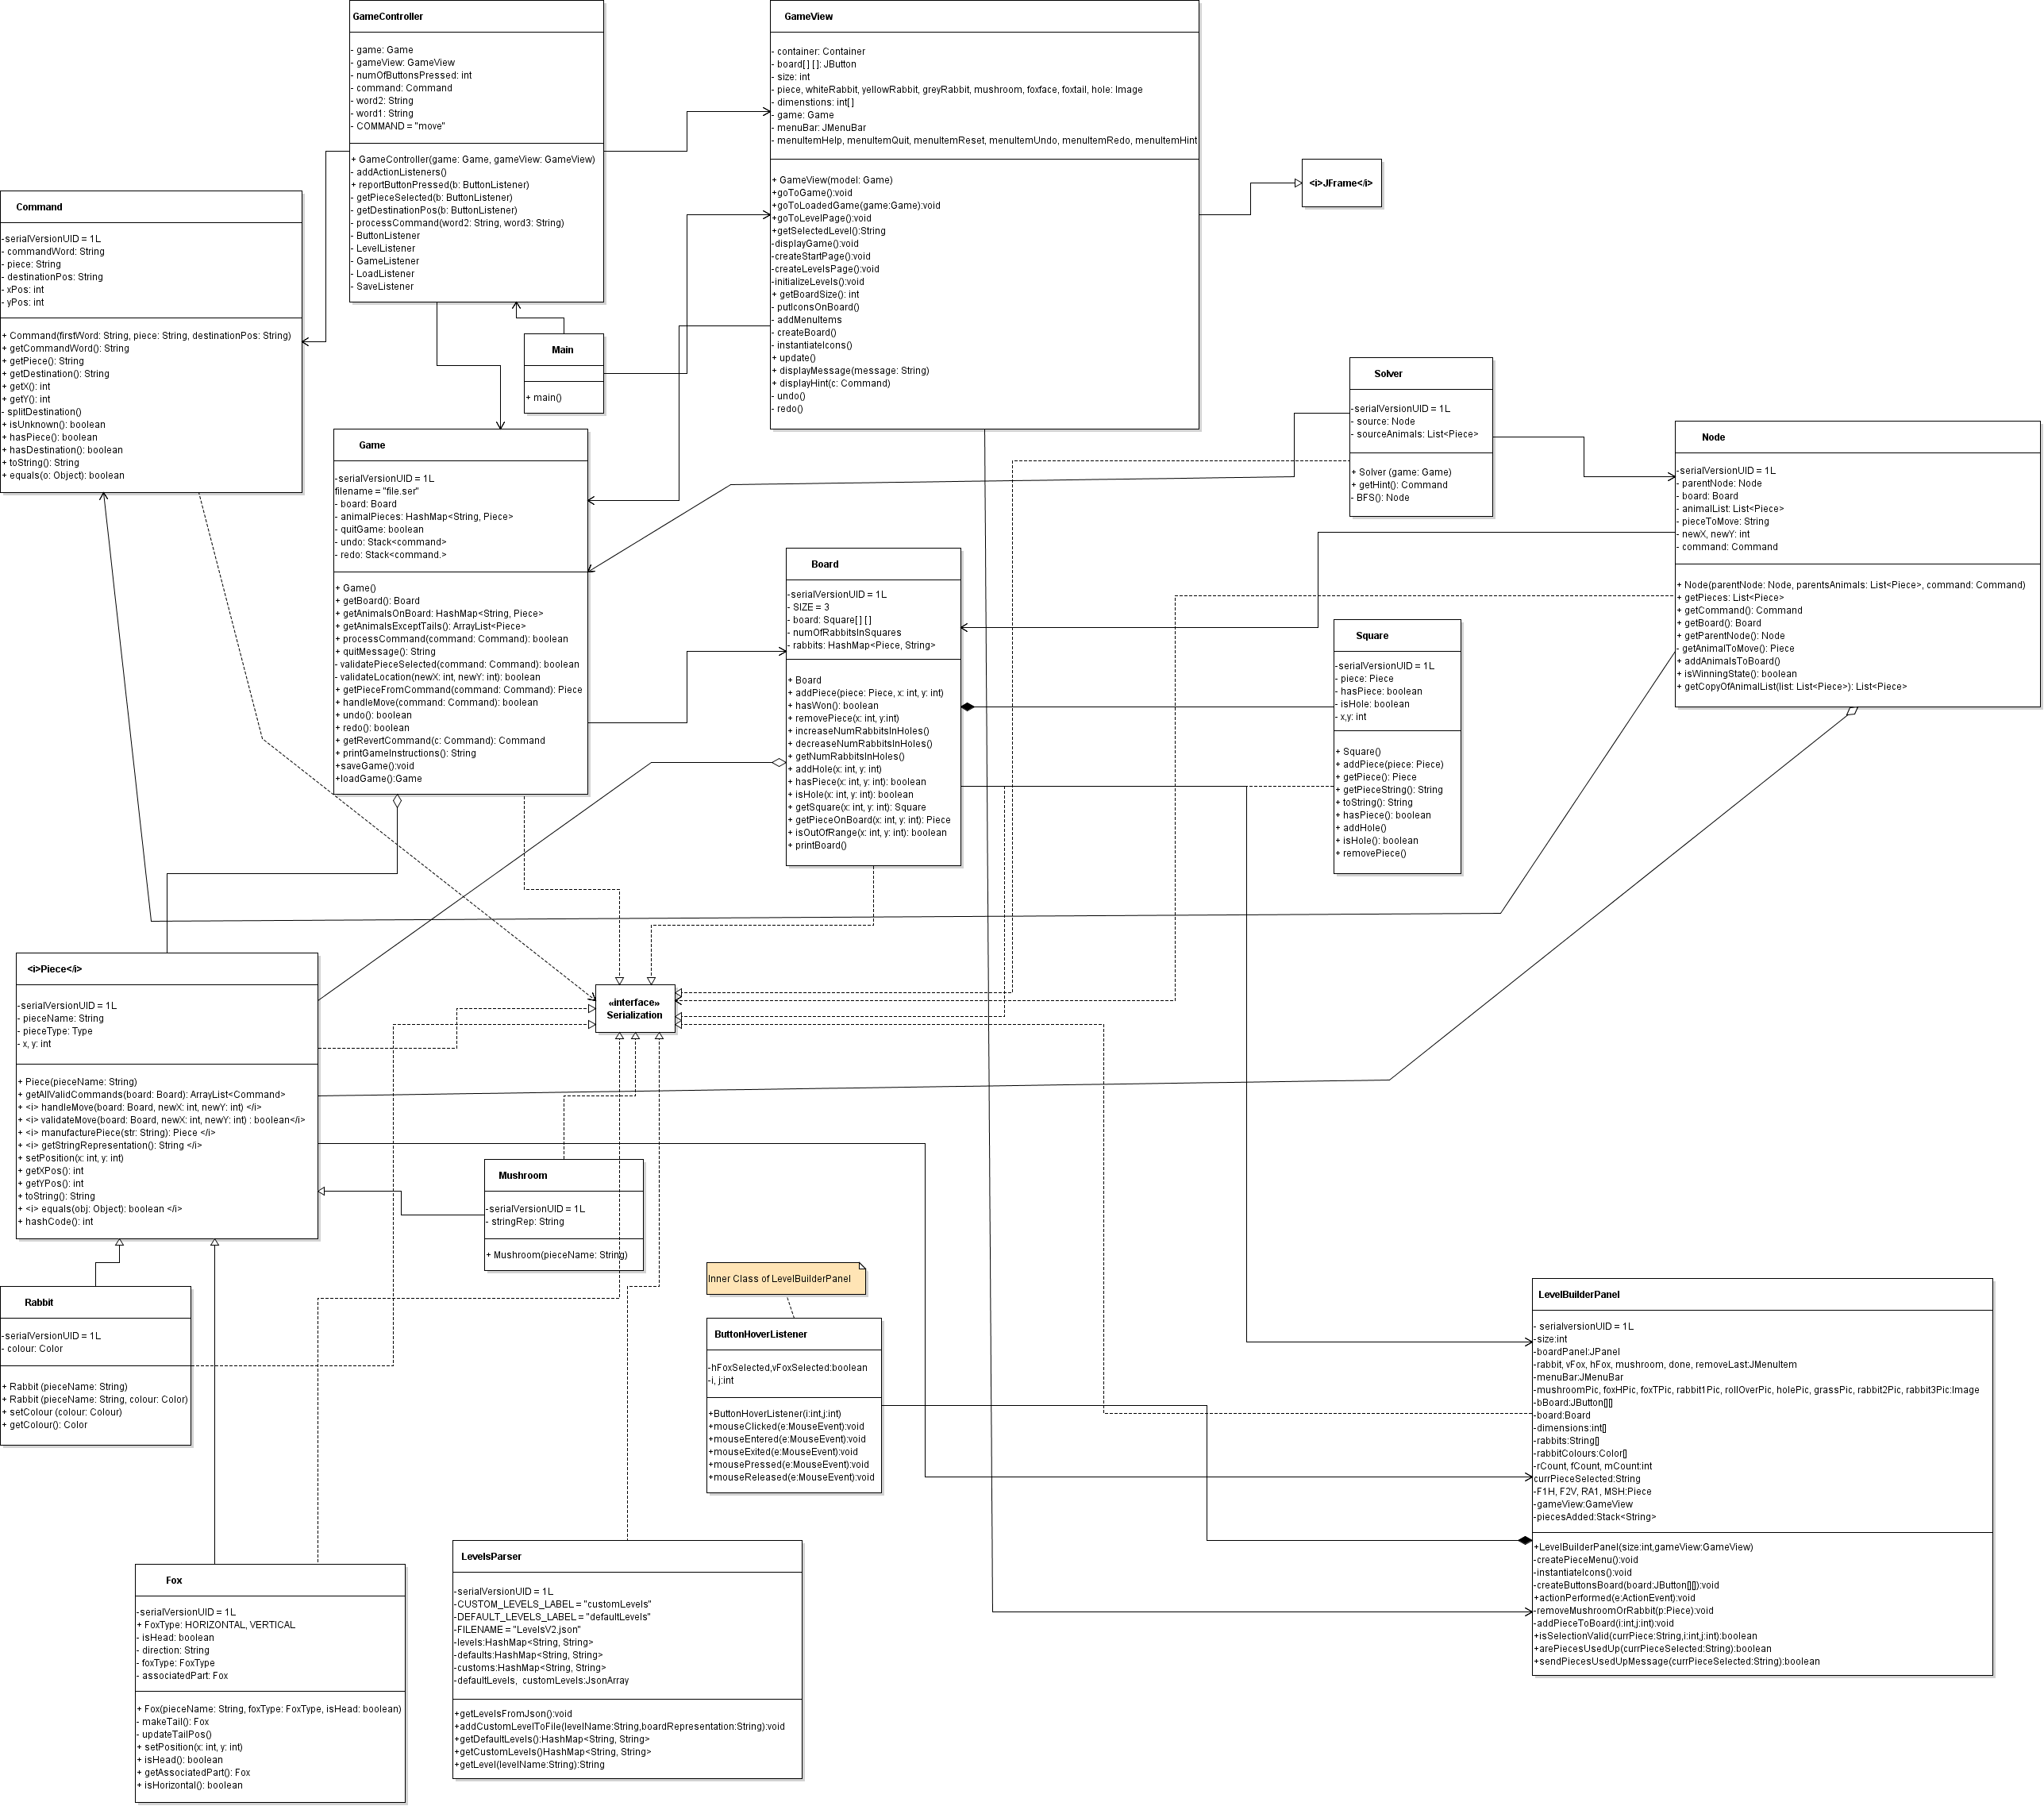 GameController
- game: Game
- gameView: GameView
- numOfButtonsPressed: int
- command: Command
- word2: String
- word1: String
- COMMAND = "move"
+ GameController(game: Game, gameView: GameView)
- addActionListeners()
+ reportButtonPressed(b: ButtonListener)
- getPieceSelected(b: ButtonListener)
- getDestinationPos(b: ButtonListener)
- processCommand(word2: String, word3: String)
- ButtonListener
- LevelListener
- GameListener
- LoadListener
- SaveListener
GameView
- container: Container
- board[ ] [ ]: JButton
- size: int
- piece, whiteRabbit, yellowRabbit, greyRabbit, mushroom, foxface, foxtail, hole: Image
- dimenstions: int[ ]
- game: Game
- menuBar: JMenuBar
- menuItemHelp, menuItemQuit, menuItemReset, menuItemUndo, menuItemRedo, menuItemHint
+ GameView(model: Game)
+goToGame():void
+goToLoadedGame(game:Game):void
+goToLevelPage():void
+getSelectedLevel():String
-displayGame():void
-createStartPage():void
-createLevelsPage():void
-initializeLevels():void
+ getBoardSize(): int
- putIconsOnBoard()
- addMenuItems
- createBoard()
- instantiateIcons()
+ update()
+ displayMessage(message: String)
+ displayHint(c: Command)
- undo()
- redo()
<i>JFrame</i>
Command
-serialVersionUID = 1L
- commandWord: String
- piece: String
- destinationPos: String
- xPos: int
- yPos: int
+ Command(firstWord: String, piece: String, destinationPos: String)
+ getCommandWord(): String
+ getPiece(): String
+ getDestination(): String
+ getX(): int
+ getY(): int
- splitDestination()
+ isUnknown(): boolean
+ hasPiece(): boolean
+ hasDestination(): boolean
+ toString(): String
+ equals(o: Object): boolean
Main
+ main()
Solver
-serialVersionUID = 1L
- source: Node
- sourceAnimals: List<Piece>
+ Solver (game: Game)
+ getHint(): Command
- BFS(): Node
Node
-serialVersionUID = 1L
- parentNode: Node
- board: Board
- animalList: List<Piece>
- pieceToMove: String
- newX, newY: int
- command: Command
+ Node(parentNode: Node, parentsAnimals: List<Piece>, command: Command)
+ getPieces: List<Piece>
+ getCommand(): Command
+ getBoard(): Board
+ getParentNode(): Node
- getAnimalToMove(): Piece
+ addAnimalsToBoard()
+ isWinningState(): boolean
+ getCopyOfAnimalList(list: List<Piece>): List<Piece>
Game
-serialVersionUID = 1L
filename = "file.ser"
- board: Board
- animalPieces: HashMap<String, Piece>
- quitGame: boolean
- undo: Stack<command>
- redo: Stack<command.>
+ Game()
+ getBoard(): Board
+ getAnimalsOnBoard: HashMap<String, Piece>
+ getAnimalsExceptTails(): ArrayList<Piece>
+ processCommand(command: Command): boolean
+ quitMessage(): String
- validatePieceSelected(command: Command): boolean
- validateLocation(newX: int, newY: int): boolean
+ getPieceFromCommand(command: Command): Piece
+ handleMove(command: Command): boolean
+ undo(): boolean
+ redo(): boolean
+ getRevertCommand(c: Command): Command
+ printGameInstructions(): String
+saveGame():void
+loadGame():Game
Board
-serialVersionUID = 1L
- SIZE = 3
- board: Square[ ] [ ]
- numOfRabbitsInSquares
- rabbits: HashMap<Piece, String>
+ Board
+ addPiece(piece: Piece, x: int, y: int)
+ hasWon(): boolean
+ removePiece(x: int, y:int)
+ increaseNumRabbitsInHoles()
+ decreaseNumRabbitsInHoles()
+ getNumRabbitsInHoles()
+ addHole(x: int, y: int)
+ hasPiece(x: int, y: int): boolean
+ isHole(x: int, y: int): boolean
+ getSquare(x: int, y: int): Square
+ getPieceOnBoard(x: int, y: int): Piece
+ isOutOfRange(x: int, y: int): boolean
+ printBoard()
Square
-serialVersionUID = 1L
- piece: Piece
- hasPiece: boolean
- isHole: boolean
- x,y: int
+ Square()
+ addPiece(piece: Piece)
+ getPiece(): Piece
+ getPieceString(): String
+ toString(): String
+ hasPiece(): boolean
+ addHole()
+ isHole(): boolean
+ removePiece()
<i>Piece</i>
-serialVersionUID = 1L
- pieceName: String
- pieceType: Type
- x, y: int
+ Piece(pieceName: String)
+ getAllValidCommands(board: Board): ArrayList<Command>
+ <i> handleMove(board: Board, newX: int, newY: int) </i>
+ <i> validateMove(board: Board, newX: int, newY: int) : boolean</i>
+ <i> manufacturePiece(str: String): Piece </i>
+ <i> getStringRepresentation(): String </i>
+ setPosition(x: int, y: int)
+ getXPos(): int
+ getYPos(): int
+ toString(): String
+ <i> equals(obj: Object): boolean </i>
+ hashCode(): int
«interface»
Serialization
Mushroom
-serialVersionUID = 1L
- stringRep: String
+ Mushroom(pieceName: String)
Inner Class of LevelBuilderPanel
Rabbit
-serialVersionUID = 1L
- colour: Color
+ Rabbit (pieceName: String)
+ Rabbit (pieceName: String, colour: Color)
+ setColour (colour: Colour)
+ getColour(): Color
ButtonHoverListener
-hFoxSelected,vFoxSelected:boolean
-i, j:int
+ButtonHoverListener(i:int,j:int)
+mouseClicked(e:MouseEvent):void
+mouseEntered(e:MouseEvent):void
+mouseExited(e:MouseEvent):void
+mousePressed(e:MouseEvent):void
+mouseReleased(e:MouseEvent):void
LevelBuilderPanel
- serialversionUID = 1L
-size:int
-boardPanel:JPanel
-rabbit, vFox, hFox, mushroom, done, removeLast:JMenuItem
-menuBar:JMenuBar
-mushroomPic, foxHPic, foxTPic, rabbit1Pic, rollOverPic, holePic, grassPic, rabbit2Pic, rabbit3Pic:Image
-bBoard:JButton[][]
-board:Board
-dimensions:int[]
-rabbits:String[]
-rabbitColours:Color[]
-rCount, fCount, mCount:int
currPieceSelected:String
-F1H, F2V, RA1, MSH:Piece
-gameView:GameView
-piecesAdded:Stack<String>
+LevelBuilderPanel(size:int,gameView:GameView)
-createPieceMenu():void
-instantiateIcons():void
-createButtonsBoard(board:JButton[][]):void
+actionPerformed(e:ActionEvent):void
-removeMushroomOrRabbit(p:Piece):void
-addPieceToBoard(i:int,j:int):void
+isSelectionValid(currPiece:String,i:int,j:int):boolean
+arePiecesUsedUp(currPieceSelected:String):boolean
+sendPiecesUsedUpMessage(currPieceSelected:String):boolean
Fox
-serialVersionUID = 1L
+ FoxType: HORIZONTAL, VERTICAL
- isHead: boolean
- direction: String
- foxType: FoxType
- associatedPart: Fox
+ Fox(pieceName: String, foxType: FoxType, isHead: boolean)
- makeTail(): Fox
- updateTailPos()
+ setPosition(x: int, y: int)
+ isHead(): boolean
+ getAssociatedPart(): Fox
+ isHorizontal(): boolean
LevelsParser
-serialVersionUID = 1L
-CUSTOM_LEVELS_LABEL = "customLevels"
-DEFAULT_LEVELS_LABEL = "defaultLevels"
-FILENAME = "LevelsV2.json"
-levels:HashMap<String, String>
-defaults:HashMap<String, String>
-customs:HashMap<String, String>
-defaultLevels,  customLevels:JsonArray
+getLevelsFromJson():void
+addCustomLevelToFile(levelName:String,boardRepresentation:String):void
+getDefaultLevels():HashMap<String, String>
+getCustomLevels()HashMap<String, String>
+getLevel(levelName:String):String